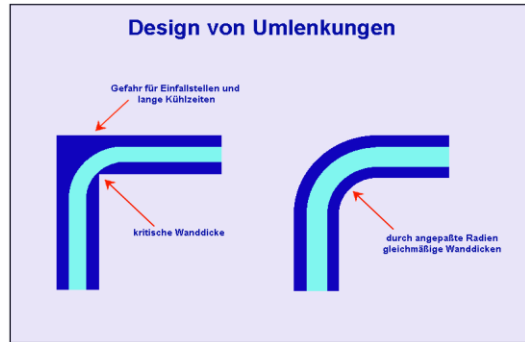 Design von Umlenkungen
Gefahr für Einfallstellen und
lange Kühlzeiten
kritische Wanddicke
durch angepaßte Radien
gleichmäßige Wanddicken